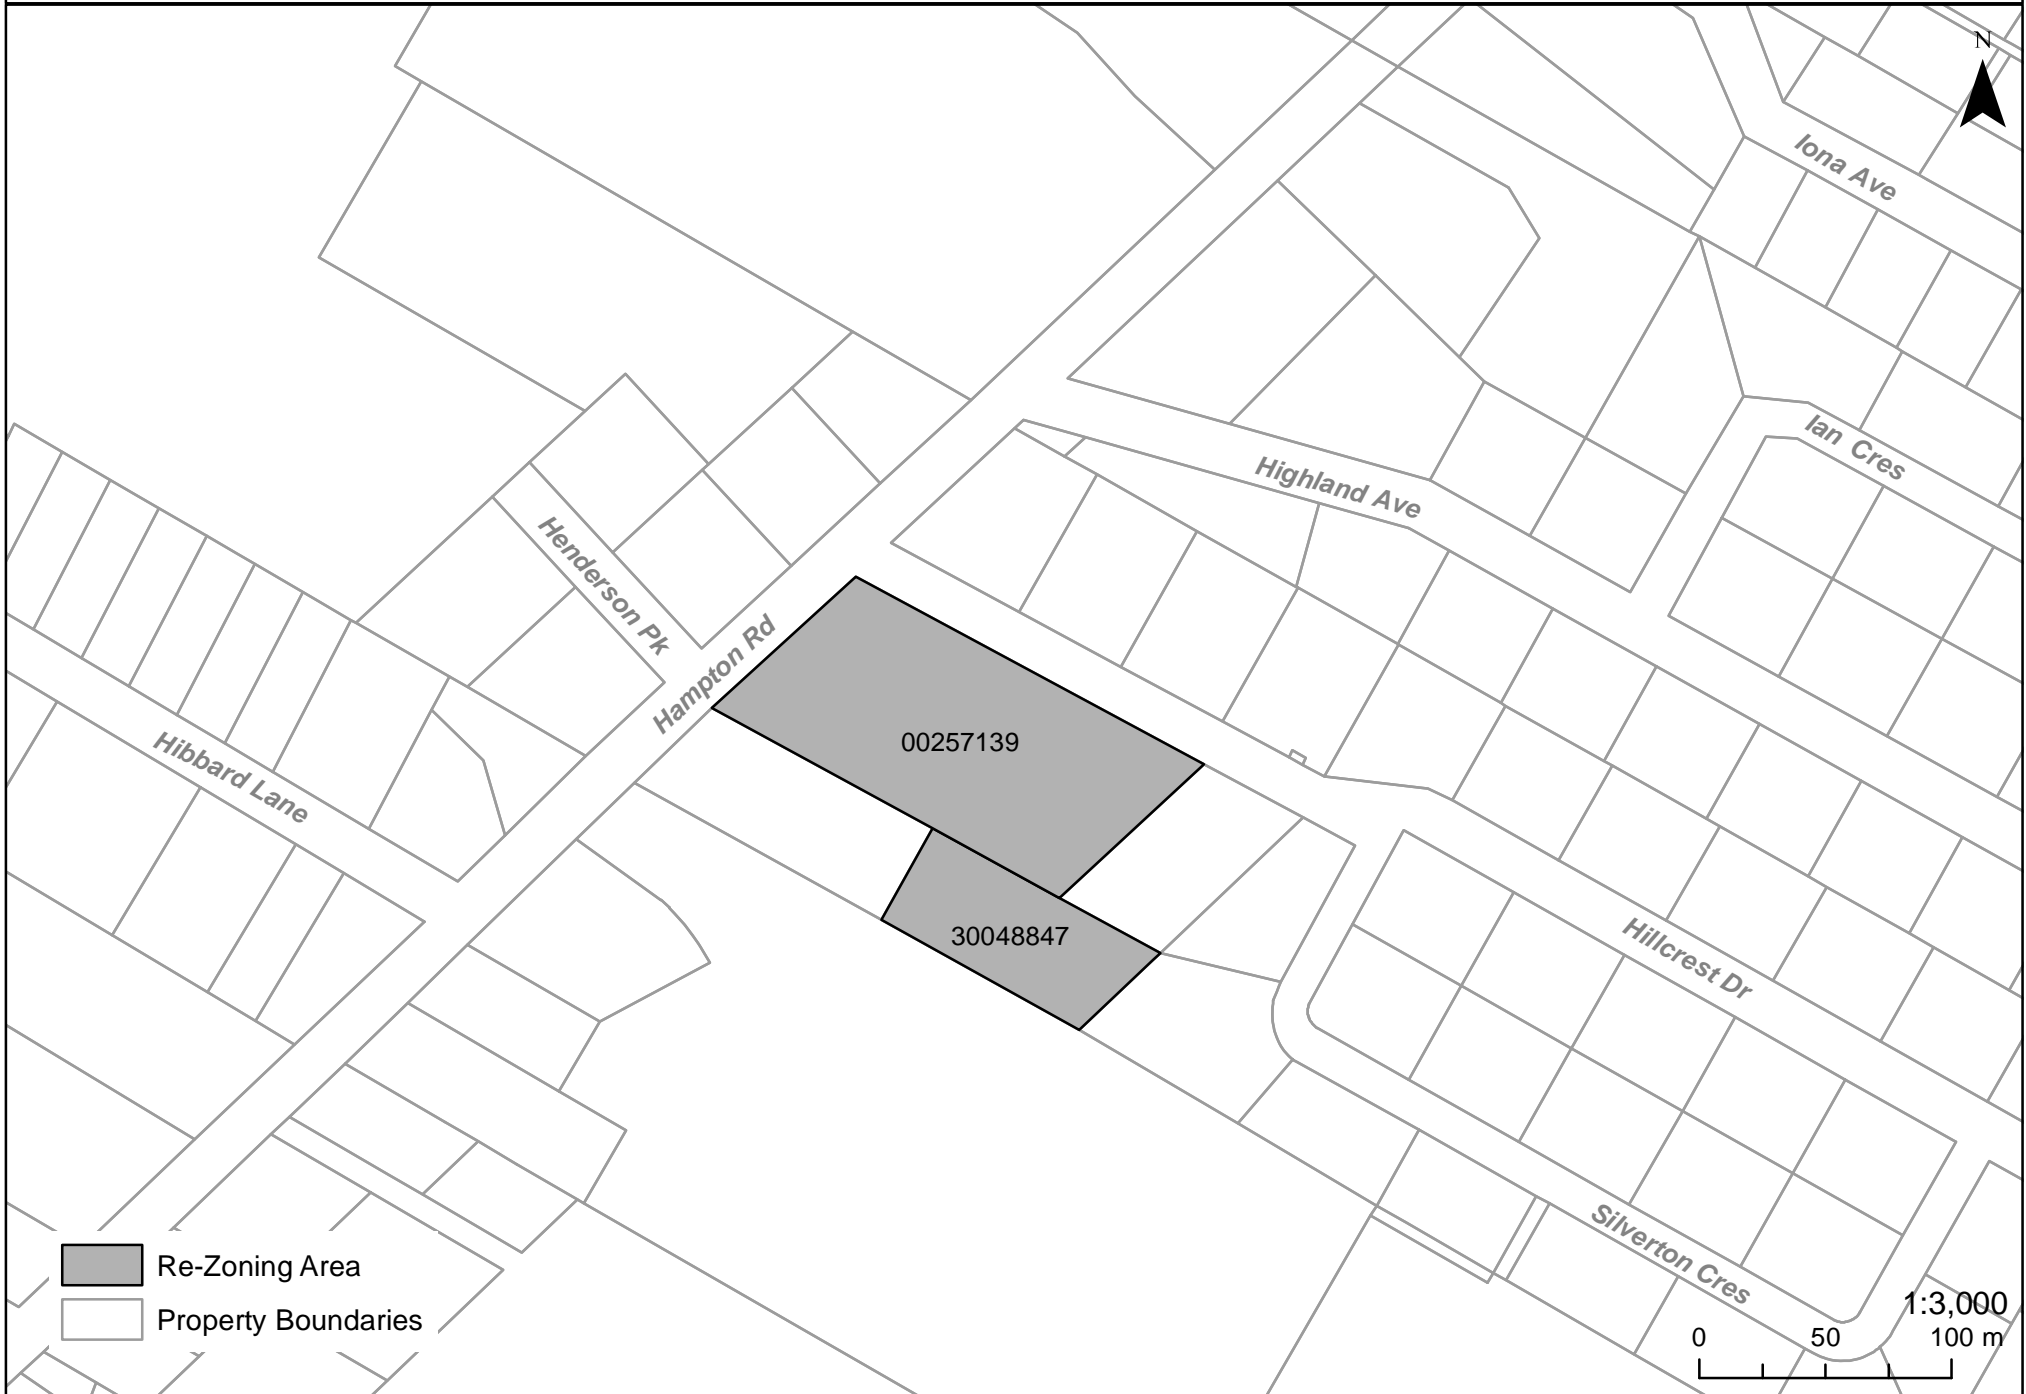 N
Iona Ave
Ian Cres
Highland Ave
Henderson Pk
Hampton Rd
00257139
Hibbard Lane
30048847
Hillcrest Dr
Silverton Cres
Re-Zoning Area
Property Boundaries
1:3,000
0 50 100 m